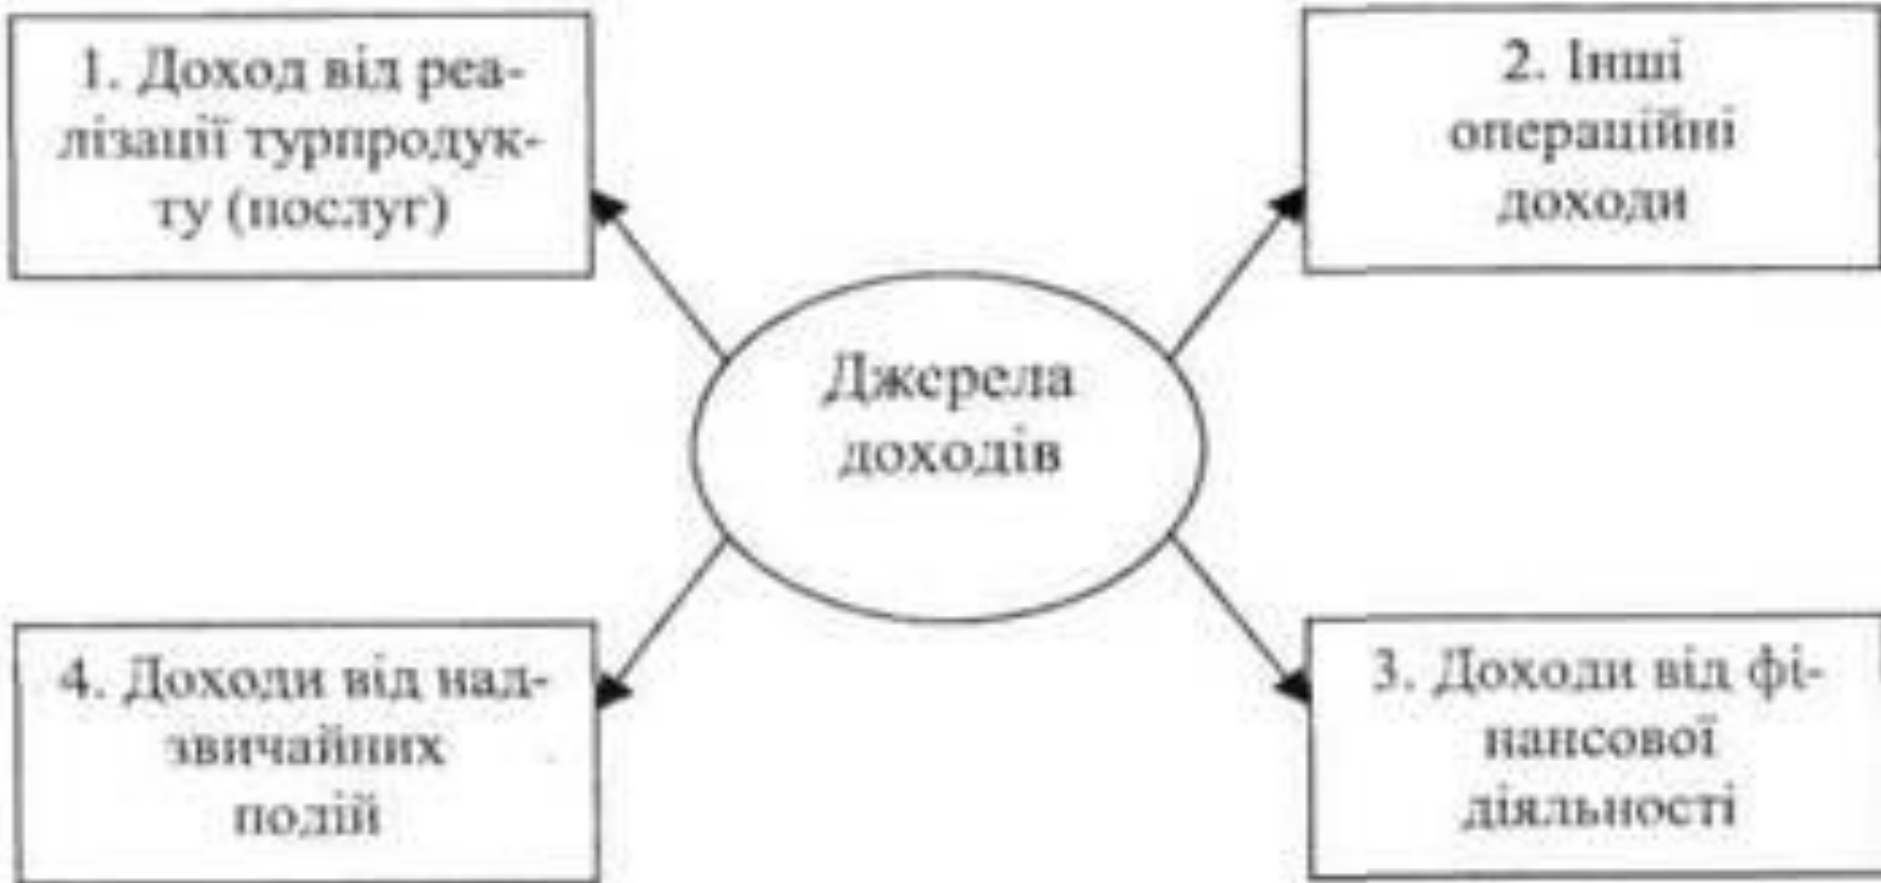 1. Доход від реа-
лізації турпродук-
ту (послуг)
2. Інші
операційні
доходи
Джерела
доходів
4. Доходи від над-
звичайних
подій
3. Доходи від фі-
нансової
діяльності